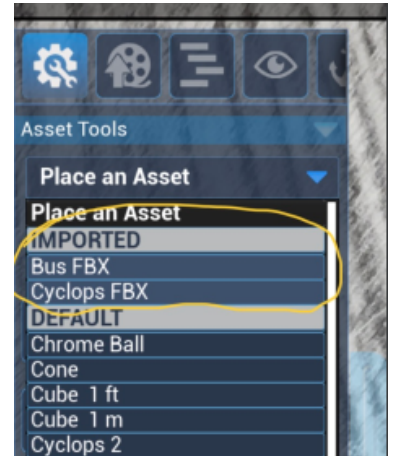 Asset Tools
Place an Asset
Place an Asset
IMPORTED
Bus FBX
Cyclops FBX
DEFAULT
Chrome Ball
Cone
Cube 1 ft
Cube 1 m
Cyclops 2